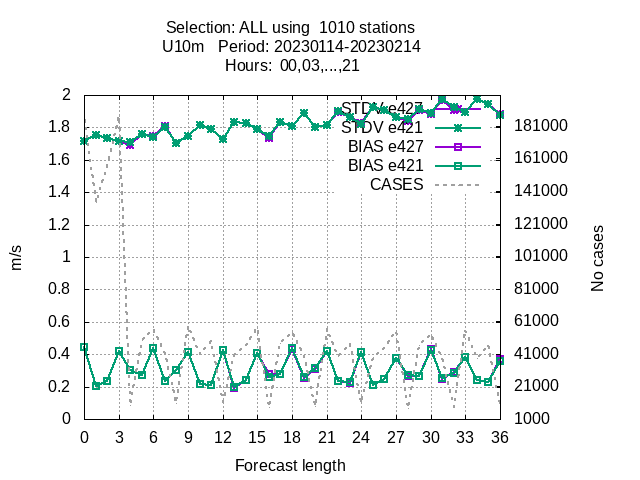 Selection: ALL using  1010 stations
U10m   Period: 20230114-20230214
Hours:  00,03,...,21
STDV e427
STDV e421
BIAS e427
BIAS e421
CASES
2
1.8
1.6
1.4
1.2
1
0.8
0.6
0.4
0.2
0
181000
161000
141000
121000
101000
81000
61000
41000
21000
1000
m/s
No cases
0 3 6 9 12 15 18 21 24 27 30 33 36
Forecast length